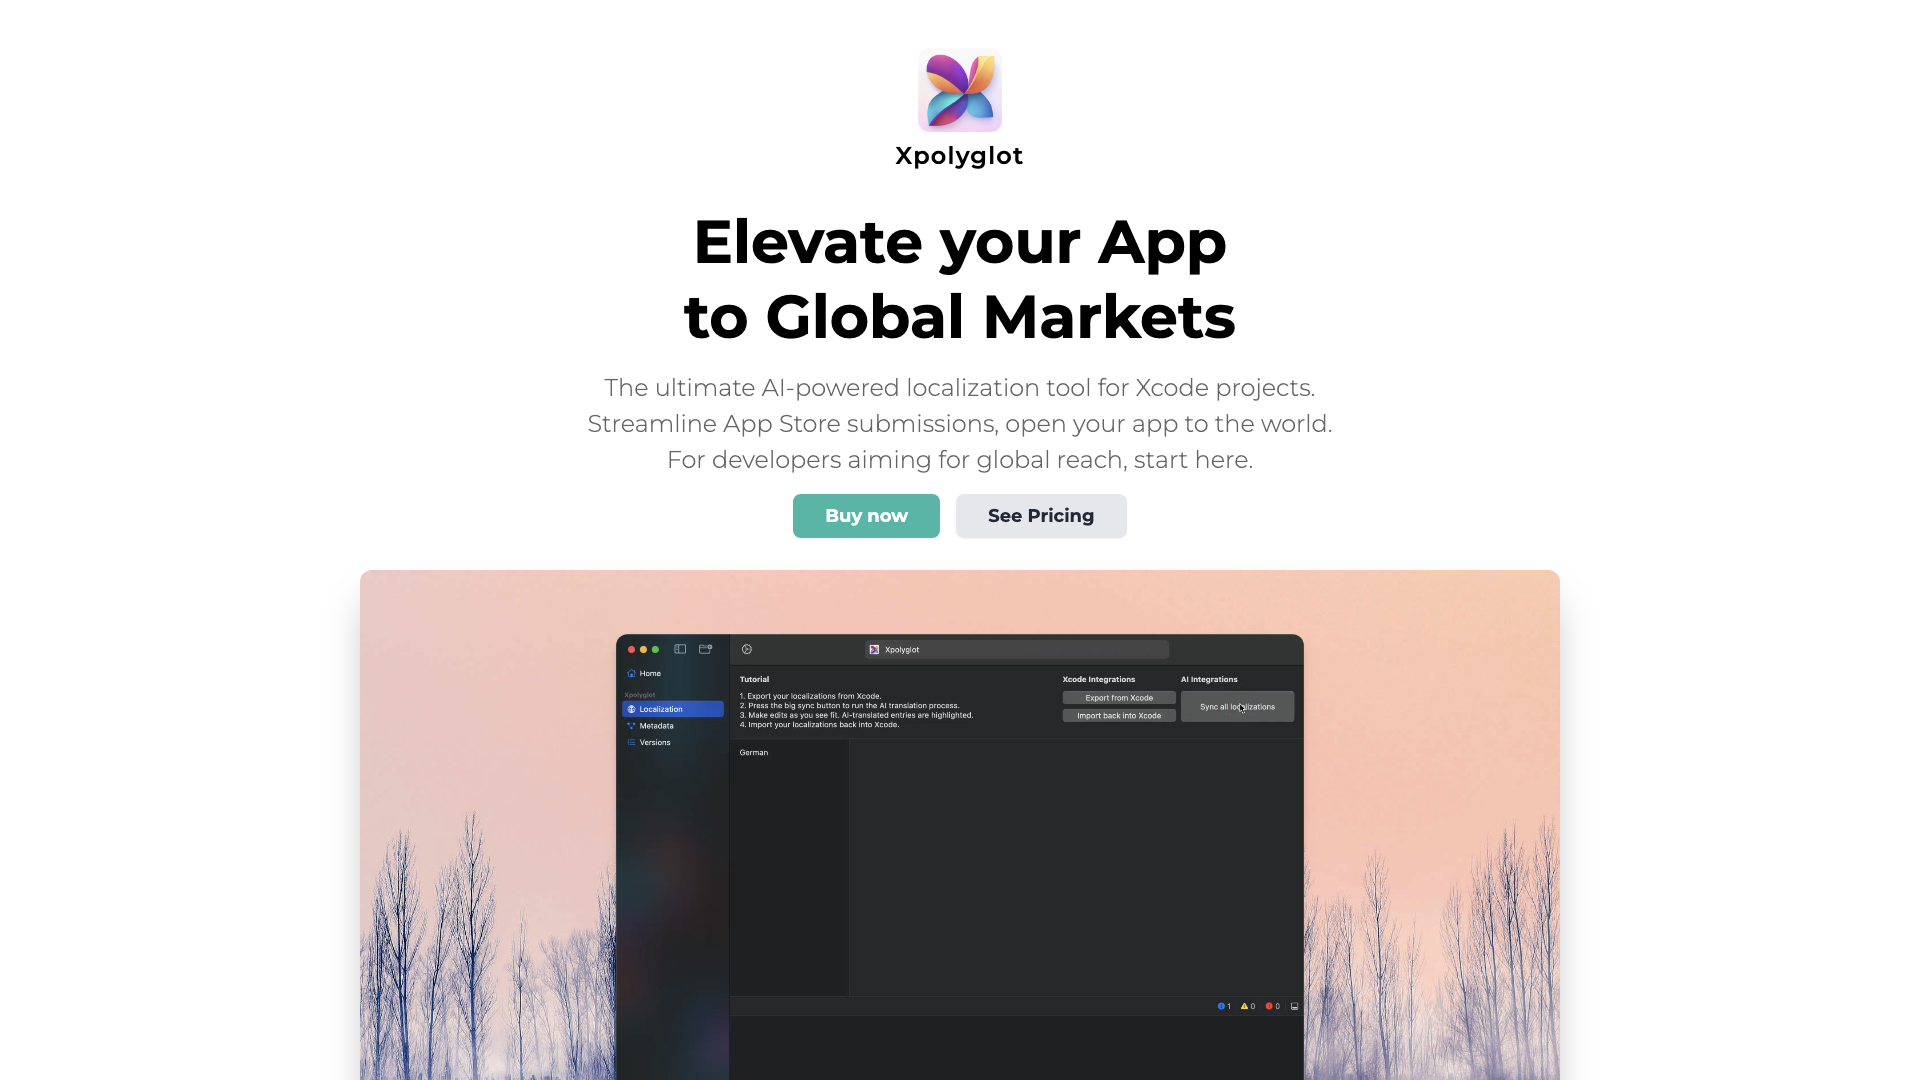 Xpolyglot
Elevate your App
to Global Markets
The ultimate AI-powered localization tool for Xcode projects.
Streamline App Store submissions, open your app to the world.
For developers aiming for global reach, start here.
Buy now
See Pricing
Xpolyglot
Home
Xpolyglot
Localization
Metadata
Versions
Tutorial
1. Export your localizations from Xcode.
2. Press the big sync button to run the AI translation process.
3. Make edits as you see fit. AI-translated entries are highlighted.
4. Import your localizations back into Xcode.
Xcode Integrations
Export from Xcode
Import back into Xcode
AI Integrations
Sync all localizations
German
1
0
0